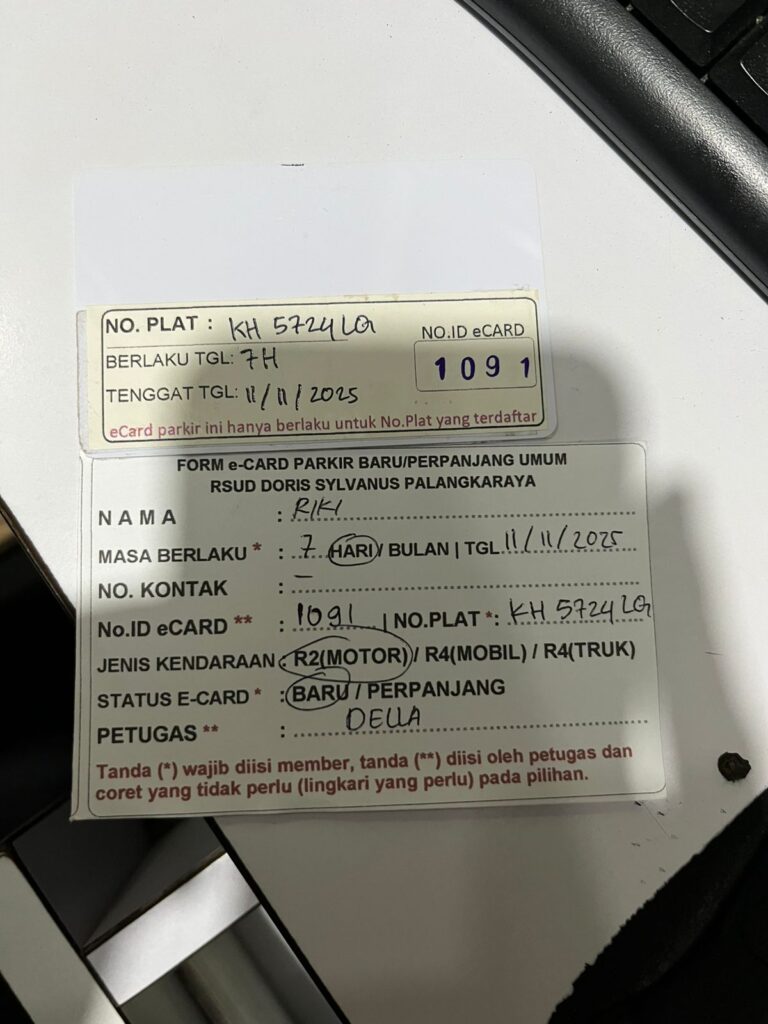 NO. PLAT : KH 5724 LG
NO.ID eCARD
BERLAKU TGL: 7H
1091
TENGGAT TGL: 11/11/2025
eCard parkir ini hanya berlaku untuk No.Plat yang terdaftar
FORM e-CARD PARKIR BARU/PERPANJANG UMUM
RSUD DORIS SYLVANUS PALANGKARAYA
NAMA : RIKI
MASA BERLAKU * : 7 HARI / BULAN | TGL 11/11/2025
NO. KONTAK : -
No.ID eCARD ** : 1091 | NO.PLAT *: KH 5724 LG
JENIS KENDARAAN : R2(MOTOR) / R4(MOBIL) / R4(TRUK)
STATUS E-CARD * : BARU / PERPANJANG
PETUGAS ** : DELLA
Tanda (*) wajib diisi member, tanda (**) diisi oleh petugas dan
coret yang tidak perlu (lingkari yang perlu) pada pilihan.